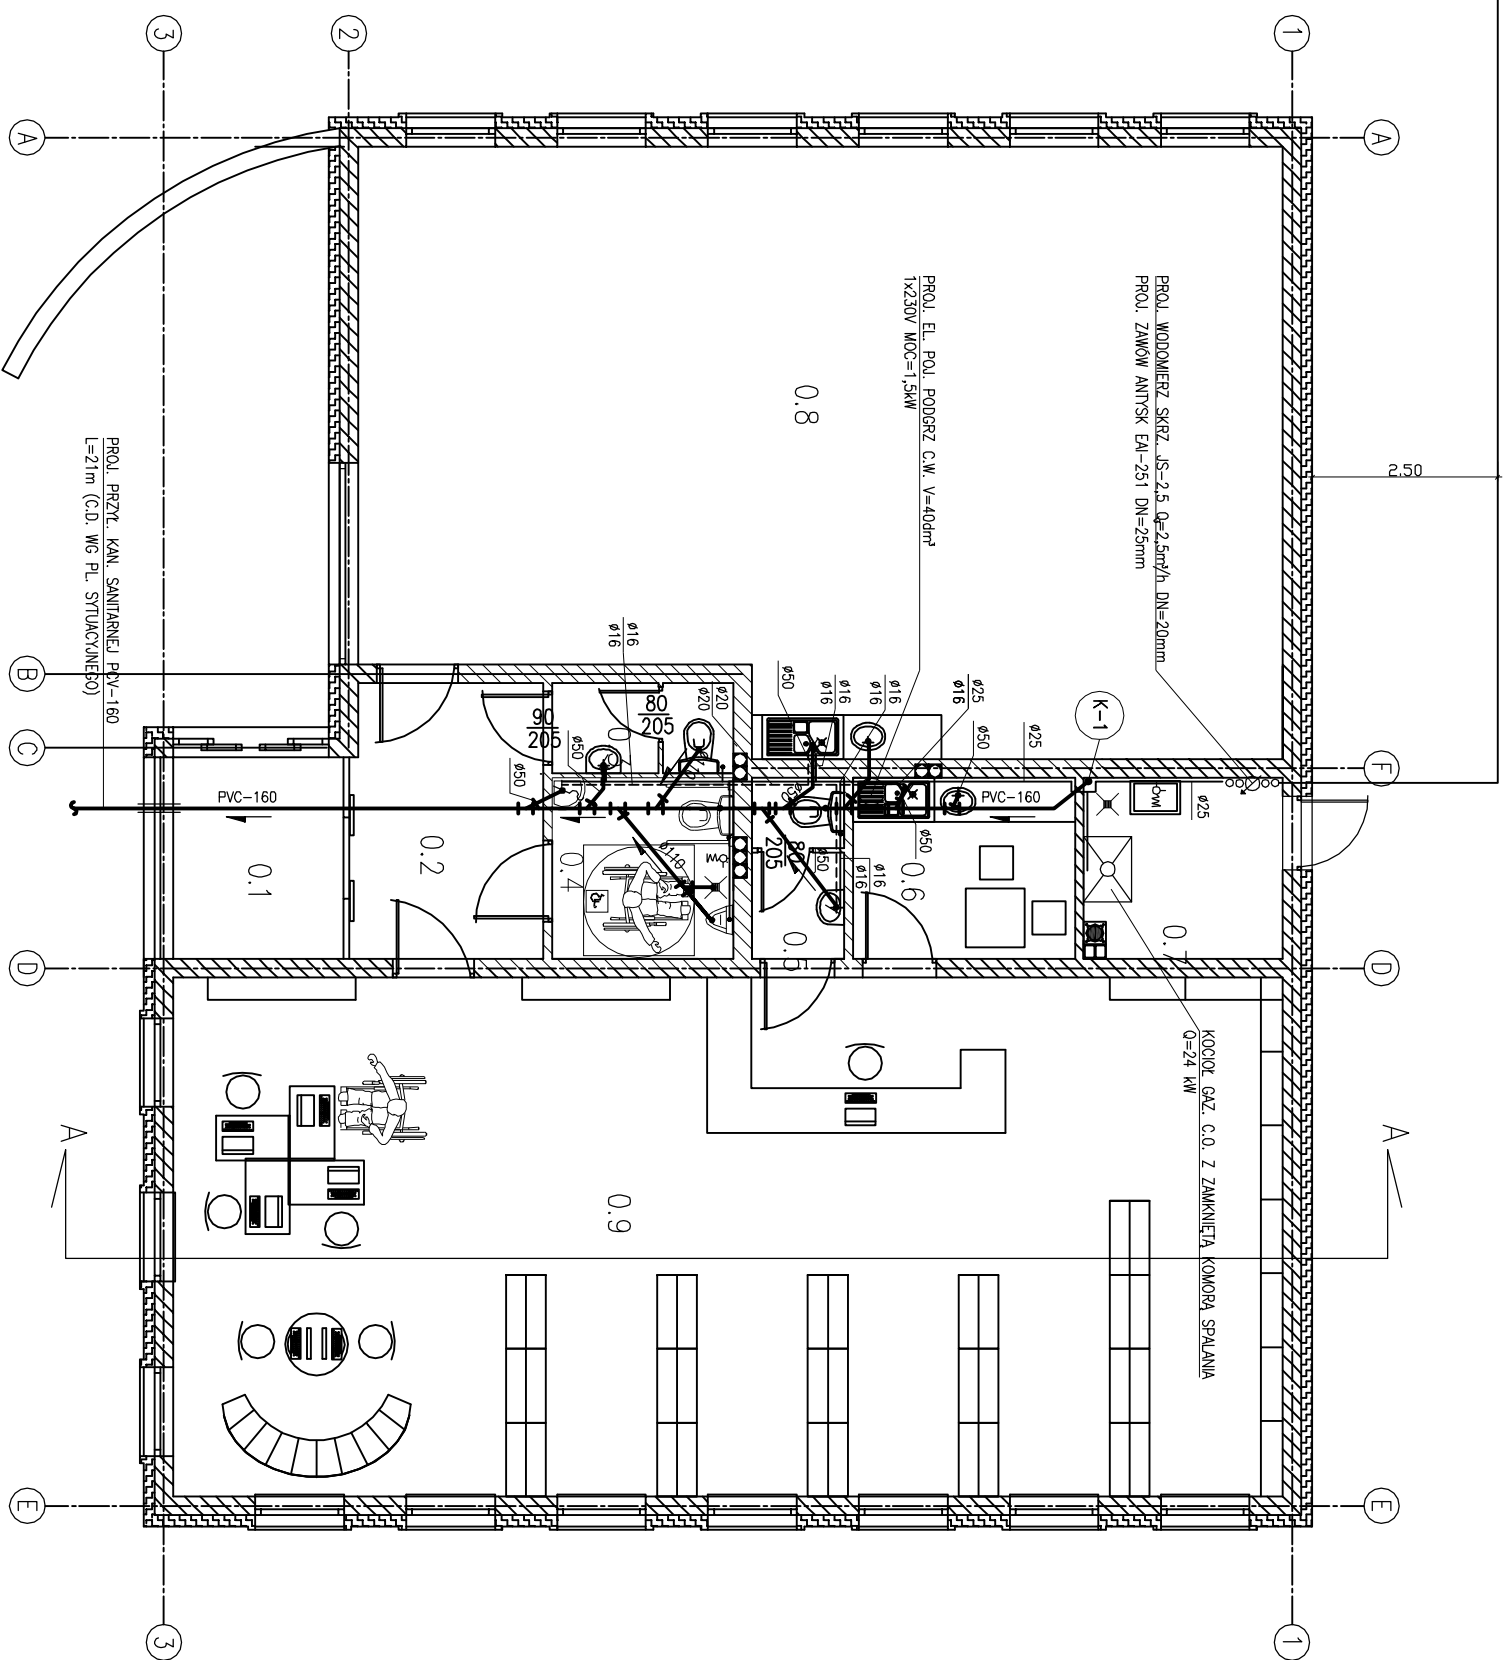 3
2
1
A
A
2.50
PROJ. WODOMIERZ SKRZ. JS-2,5 Q=2,5m³/h DN=20mm
PROJ. ZAWÓW ANTYSK EAI-251 DN=25mm
PROJ. EL. POJ. PODGRZ C.W. V=40dm³
1x230V MOC=1,5kW
0.8
PROJ. PRZYŁ. KAN. SANITARNEJ PCV-160
L=21m (C.D. WG PL. SYTUACYJNEGO)
B
C
F
K-1
ø16
ø16
ø50
ø20
ø20
ø16
ø16
ø16
ø16
ø25
ø16
ø50
ø25
ø25
80
205
90
205
ø50
ø50
PVC-160
PVC-160
ø50
ø50
80
205
ø16
ø16
0.1
0.2
0.4
0.5
0.6
0.7
D
D
KOCIOŁ GAZ. C.O. Z ZAMKNIĘTĄ KOMORĄ SPALANIA
Q=24 kW
A
A
0.9
E
E
3
1